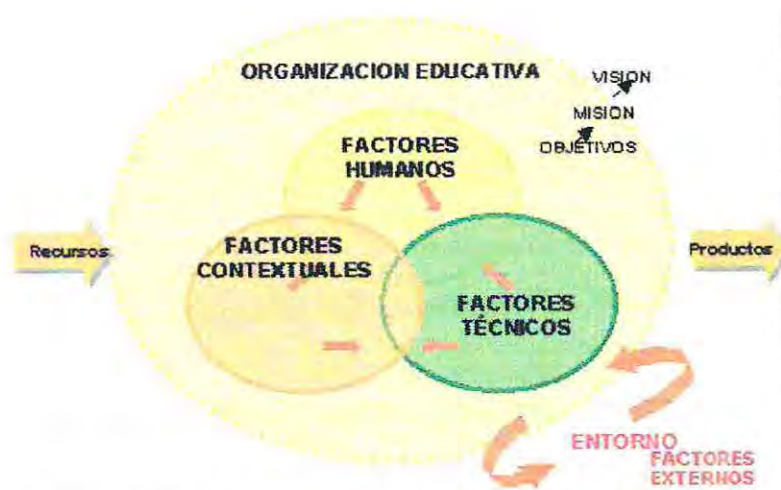 ORGANIZACION EDUCATIVA
VISION
MISION
OBJETIVOS
FACTORES
HUMANOS
Recursos
FACTORES
CONTEXTUALES
Productos
FACTORES
TÉCNICOS
ENTORNO
FACTORES
EXTERNOS